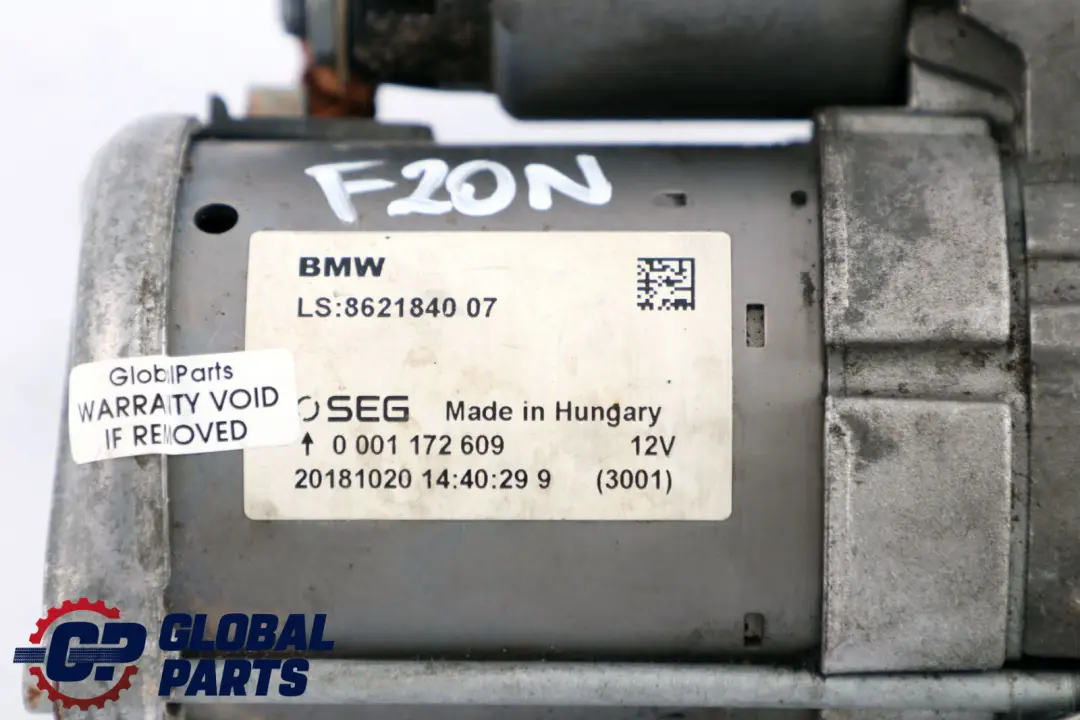 F20N
BMW
LS:8621840 07
GlobalParts
WARRANTY VOID
IF REMOVED
SEG Made in Hungary
↑ 0 001 172 609 12V
20181020 14:40:29 9 (3001)
GP GLOBAL
PARTS